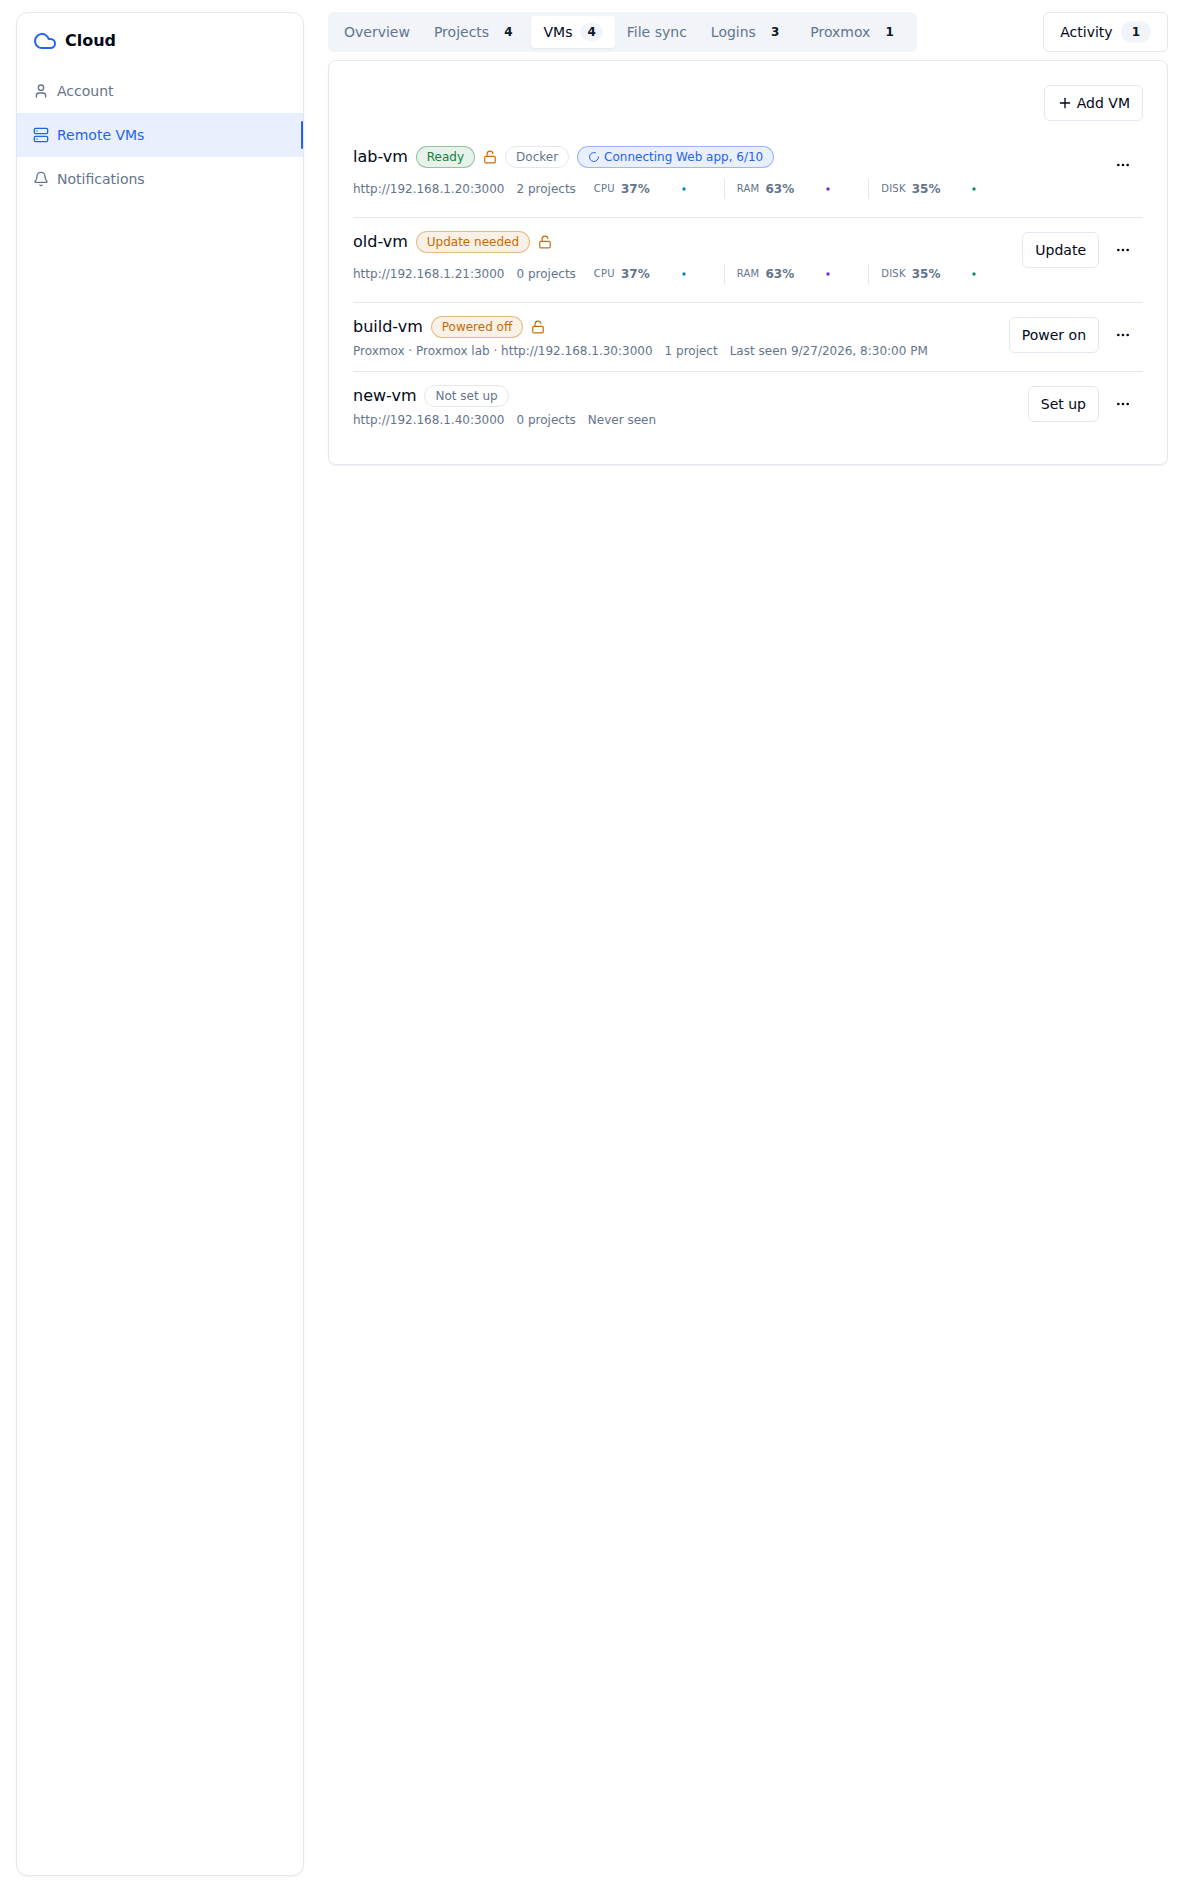 Cloud
Account
Remote VMs
Notifications
Overview Projects 4 VMs 4 File sync Logins 3 Proxmox 1 Activity 1
+ Add VM
lab-vm Ready Docker Connecting Web app, 6/10
http://192.168.1.20:3000 2 projects CPU 37% RAM 63% DISK 35%
old-vm Update needed Update
http://192.168.1.21:3000 0 projects CPU 37% RAM 63% DISK 35%
build-vm Powered off Power on
Proxmox · Proxmox lab · http://192.168.1.30:3000 1 project Last seen 9/27/2026, 8:30:00 PM
new-vm Not set up Set up
http://192.168.1.40:3000 0 projects Never seen